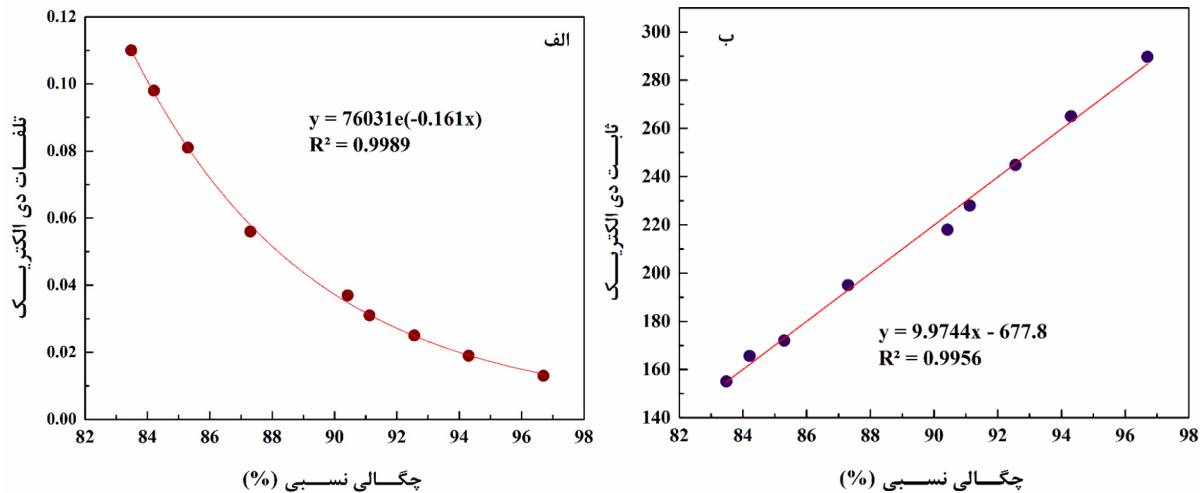 الف
0.12
0.10
0.08
0.06
0.04
0.02
0.00
تلفات دی الکتریک
y = 76031e(-0.161x)
R² = 0.9989
82 84 86 88 90 92 94 96 98
چگالی نسبی (%)
ب
300
280
260
240
220
200
180
160
140
ثابت دی الکتریک
y = 9.9744x - 677.8
R² = 0.9956
82 84 86 88 90 92 94 96 98
چگالی نسبی (%)